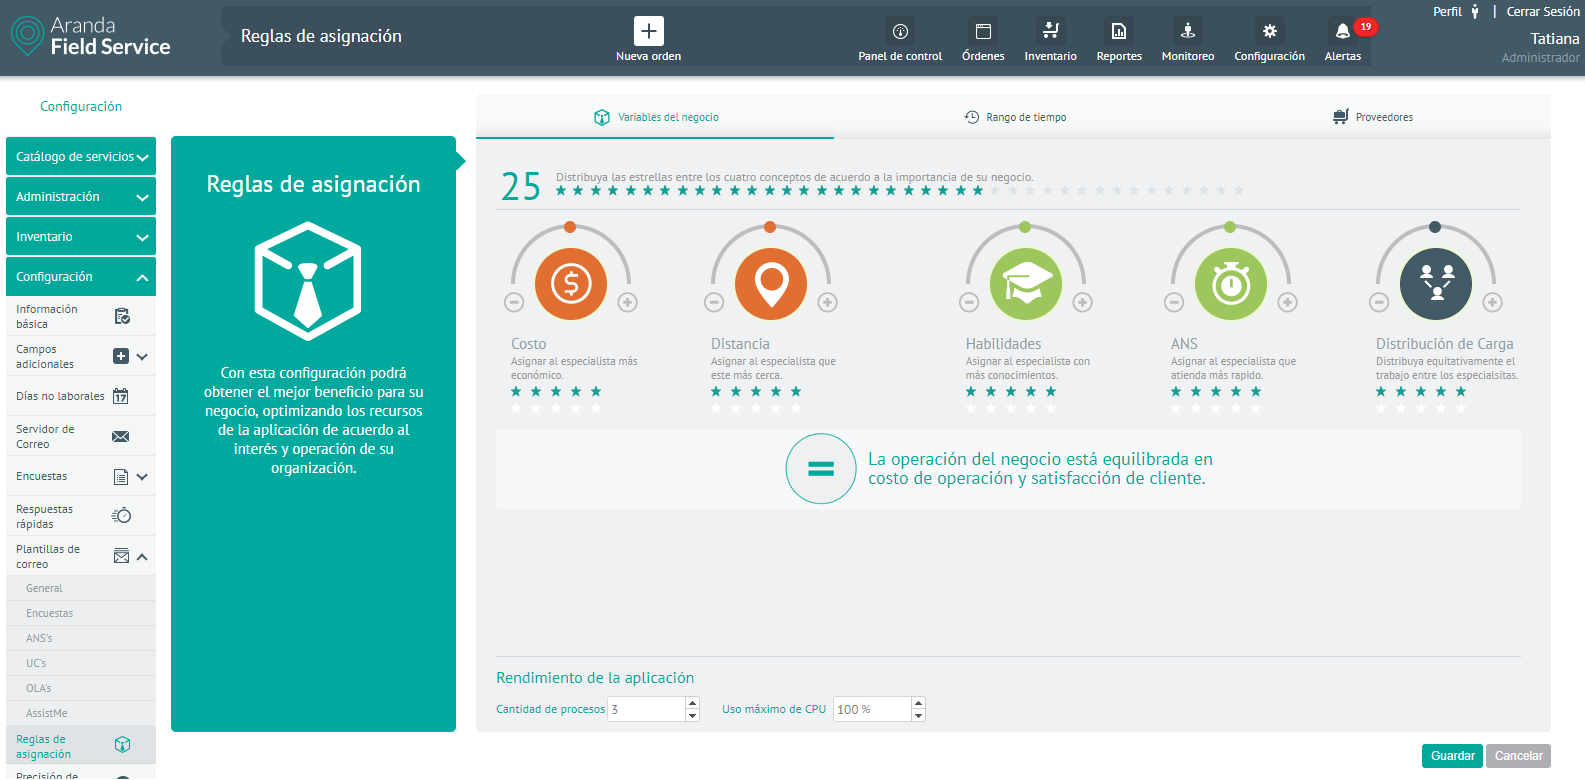 Aranda
Field Service
Reglas de asignación
Nueva orden
Panel de control
Órdenes
Inventario
Reportes
Monitoreo
Configuración
Alertas
19
Perfil | Cerrar Sesión
Tatiana
Administrador
Configuración
Catálogo de servicios
Administración
Inventario
Configuración
Información
básica
Campos
adicionales
Días no laborales
17
Servidor de
Correo
Encuestas
Respuestas
rápidas
Plantillas de
correo
General
Encuestas
ANS's
UC's
OLA's
AssistMe
Reglas de
asignación
Precisión de
Reglas de asignación
Con esta configuración podrá
obtener el mejor beneficio para su
negocio, optimizando los recursos
de la aplicación de acuerdo al
interés y operación de su
organización.
Variables del negocio
Rango de tiempo
Proveedores
25
Distribuya las estrellas entre los cuatro conceptos de acuerdo a la importancia de su negocio.
$
Costo
Asignar al especialista más
económico.
Distancia
Asignar al especialista que
este más cerca.
Habilidades
Asignar al especialista con
más conocimientos.
ANS
Asignar al especialista que
atienda más rapido.
Distribución de Carga
Distribuya equitativamente el
trabajo entre los especialsitas.
=
La operación del negocio está equilibrada en
costo de operación y satisfacción de cliente.
Rendimiento de la aplicación
Cantidad de procesos 3
Uso máximo de CPU 100 %
Guardar
Cancelar